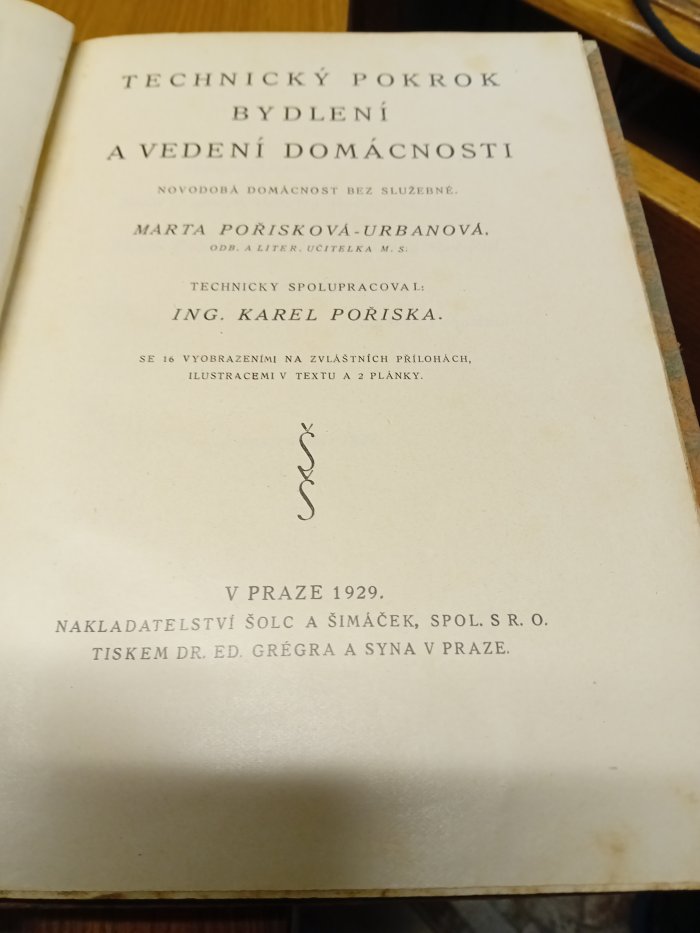 TECHNICKÝ POKROK
BYDLENÍ
A VEDENÍ DOMÁCNOSTI
NOVODOBÁ DOMÁCNOST BEZ SLUŽEBNÉ.
MARTA POŘISKOVÁ-URBANOVÁ,
ODB. A LITER. UČITELKA M. S.
TECHNICKY SPOLUPRACOVAL:
ING. KAREL POŘISKA.
SE 16 VYOBRAZENÍMI NA ZVLÁŠTNÍCH PŘÍLOHÁCH,
ILUSTRACEMI V TEXTU A 2 PLÁNKY.
Š
Š
V PRAZE 1929.
NAKLADATELSTVÍ ŠOLC A ŠIMÁČEK, SPOL. S R. O.
TISKEM DR. ED. GRÉGRA A SYNA V PRAZE.